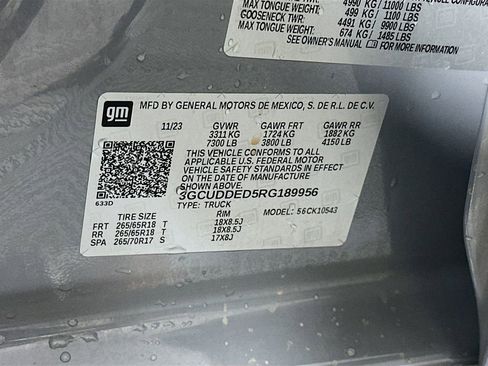 MAX TONGUE WEIGHT: 4990 KG / 11000 LBS
499 KG / 1100 LBS
GOOSENECK TWR: 4491 KG / 9900 LBS
MAX TONGUE WEIGHT: 674 KG / 1485 LBS
SEE OWNER'S MANUAL FOR MORE INFORMATION
gm
MFD BY GENERAL MOTORS DE MEXICO, S. DE R.L. DE C.V.
11/23 GVWR GAWR FRT GAWR RR
3311 KG 1724 KG 1882 KG
7300 LB 3800 LB 4150 LB
THIS VEHICLE CONFORMS TO ALL
APPLICABLE U.S. FEDERAL MOTOR
VEHICLE SAFETY STANDARDS IN
EFFECT ON THE DATE OF
MANUFACTURE SHOWN ABOVE.
3GCUDDED5RG189956
633D TYPE: TRUCK
TIRE SIZE RIM 56CK10543
FRT 265/65R18 T 18X8.5J
RR 265/65R18 T 18X8.5J
SPA 265/70R17 S 17X8J